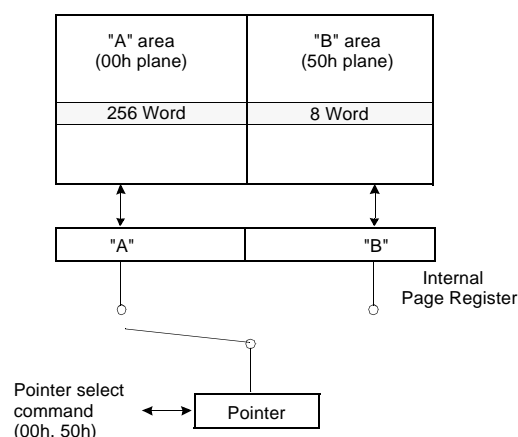 "A" area
(00h plane)
"B" area
(50h plane)
256 Word
8 Word
"A"
"B"
Internal
Page Register
Pointer select
command
(00h, 50h)
Pointer